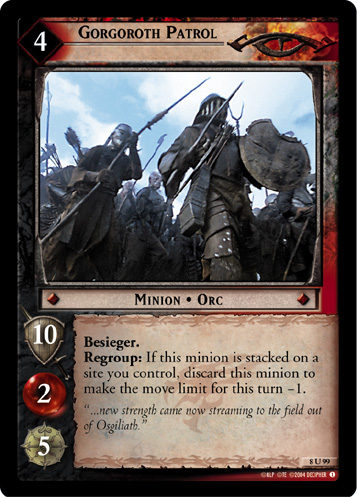 4
GORGOROTH PATROL
MINION • ORC
10
Besieger.
Regroup: If this minion is stacked on a
site you control, discard this minion to
make the move limit for this turn –1.
2
"...new strength came now streaming to the field out
of Osgiliath."
5
8 U 99
©NLP ©TE ©2004 DECIPHER